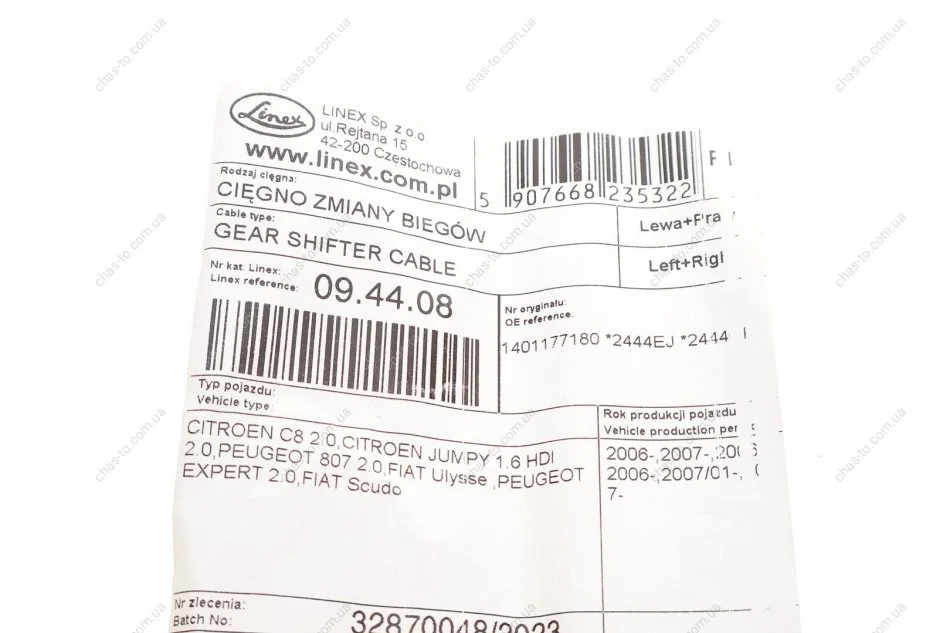 Linex
LINEX Sp. z o.o
ul.Rejtana 15
42-200 Częstochowa
www.linex.com.pl
5 907668 235322
Rodzaj cięgna:
CIĘGNO ZMIANY BIEGÓW
Lewa+Pra
Cable type:
GEAR SHIFTER CABLE
Left+Righ
Nr kat. Linex:
Linex reference:
09.44.08
Nr oryginału:
OE reference:
1401177180 *2444EJ *2444
Typ pojazdu:
Vehicle type:
Rok produkcji pojazdu
Vehicle production per
CITROEN C8 2.0,CITROEN JUMPY 1.6 HDI
2.0,PEUGEOT 807 2.0,FIAT Ulysse ,PEUGEOT
EXPERT 2.0,FIAT Scudo
2006-,2007-,200
2006-,2007/01-,
7-
Nr zlecenia:
Batch No:
32870048/2023
chas-to.com.ua